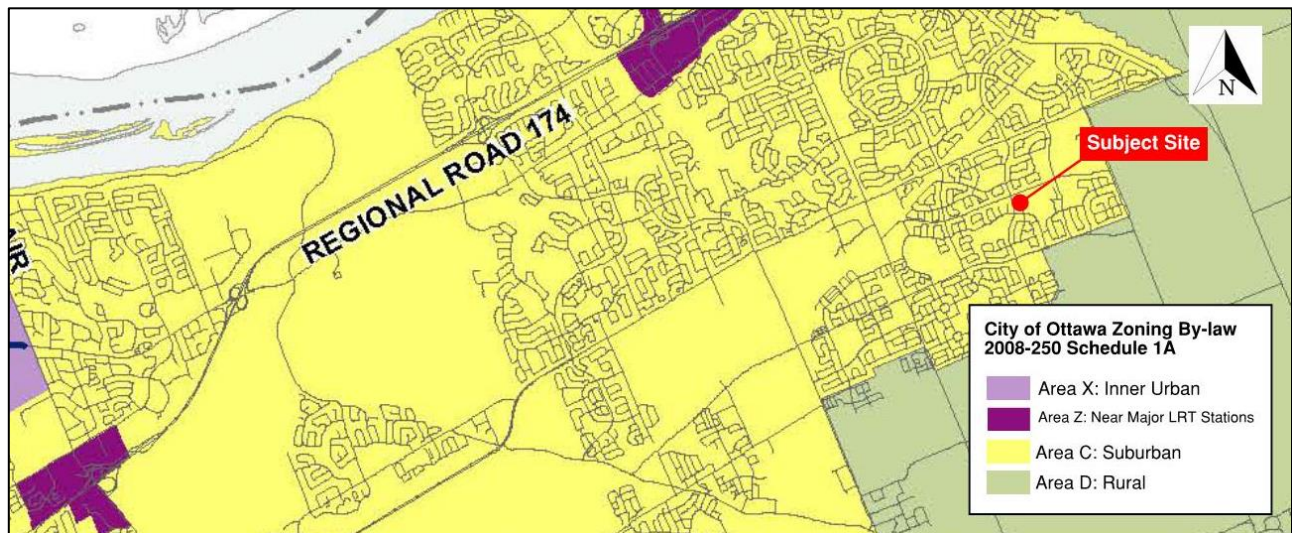 REGIONAL ROAD 174
Subject Site
N
AIR
City of Ottawa Zoning By-law
2008-250 Schedule 1A
Area X: Inner Urban
Area Z: Near Major LRT Stations
Area C: Suburban
Area D: Rural